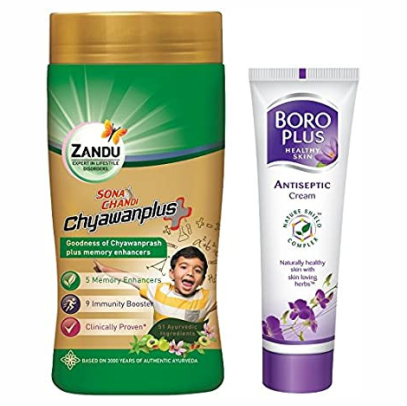 ZANDU
EXPERT IN LIFESTYLE
DISORDERS
SONA
CHANDI
Chyawanplus
Goodness of Chyawanprash
plus memory enhancers
5 Memory Enhancers
9 Immunity Booster
Clinically Proven*
51 Ayurvedic
Ingredients
BASED ON 3000 YEARS OF AUTHENTIC AYURVEDA
BORO
PLUS
HEALTHY
SKIN
ANTISEPTIC
Cream
NATURE SHIELD
COMPLEX
Naturally healthy
skin with
skin loving
herbs